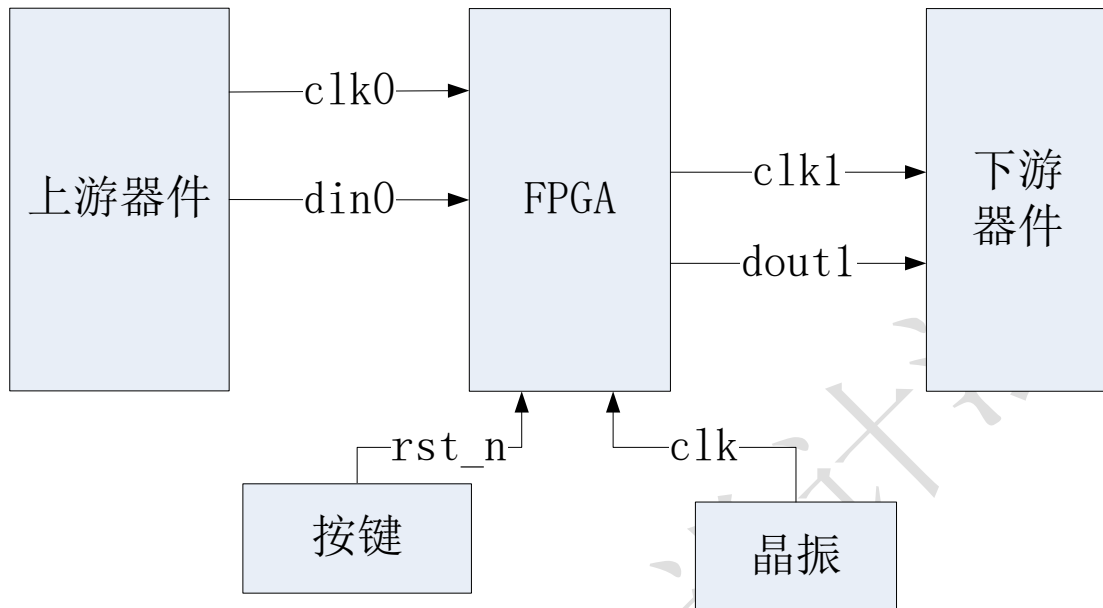 clk0
上游器件
din0
FPGA
clk1
dout1
下游
器件
rst_n
clk
按键
晶振